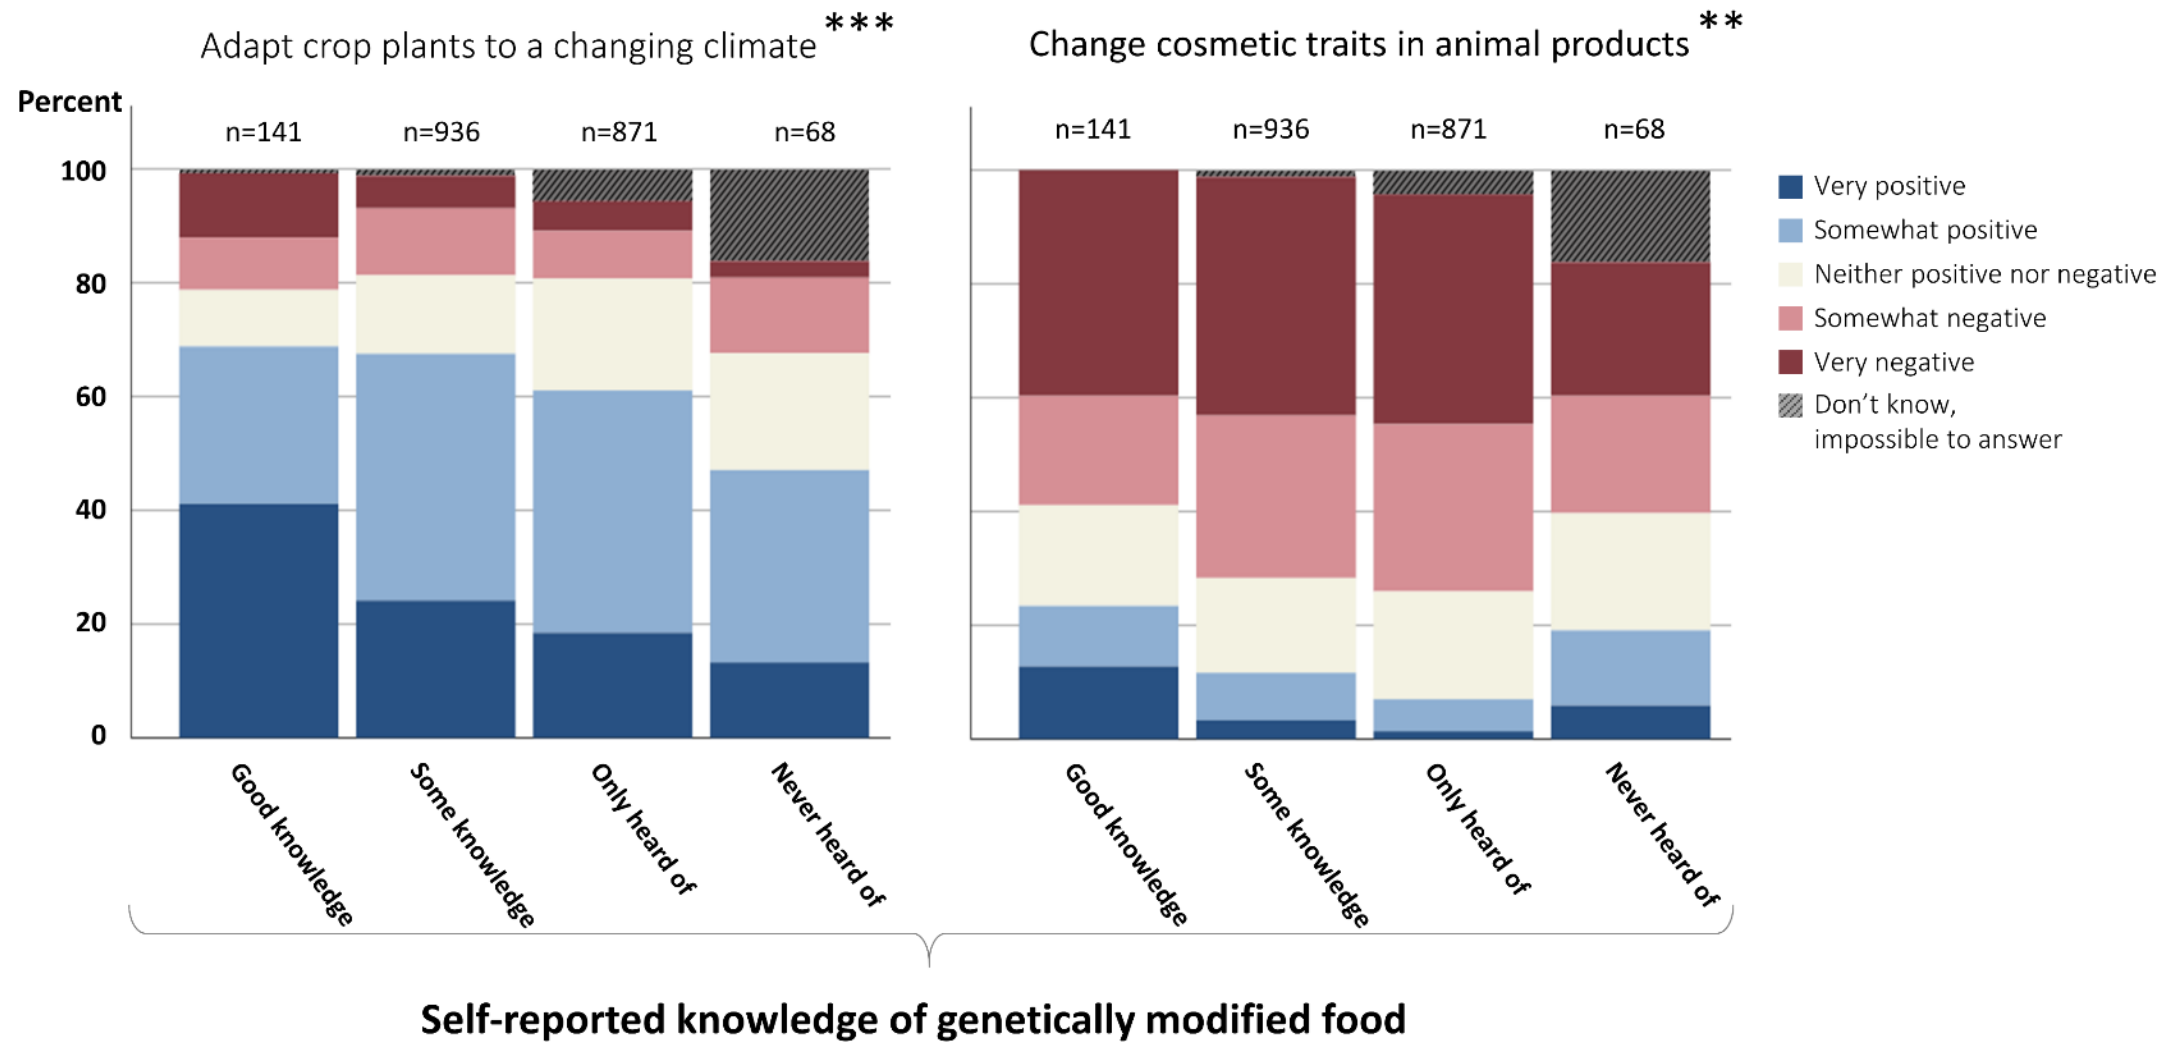 Adapt crop plants to a changing climate ***
Change cosmetic traits in animal products **
Percent
n=141 n=936 n=871 n=68
n=141 n=936 n=871 n=68
100
80
60
40
20
0
Very positive
Somewhat positive
Neither positive nor negative
Somewhat negative
Very negative
Don’t know,
impossible to answer
Good knowledge
Some knowledge
Only heard of
Never heard of
Good knowledge
Some knowledge
Only heard of
Never heard of
Self-reported knowledge of genetically modified food